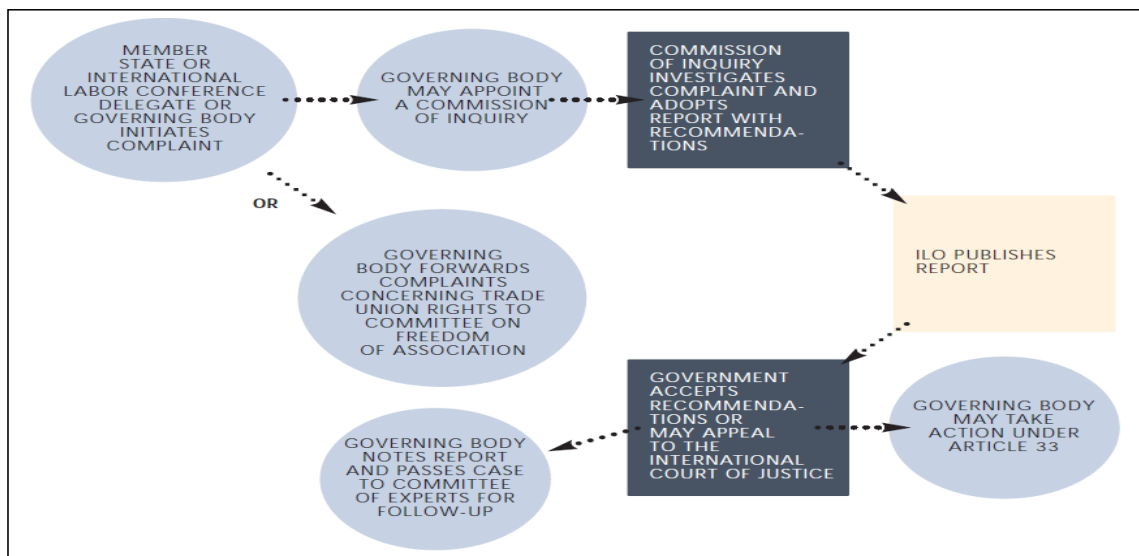 MEMBER
STATE OR
INTERNATIONAL
LABOR CONFERENCE
DELEGATE OR
GOVERNING BODY
INITIATES
COMPLAINT
GOVERNING BODY
MAY APPOINT
A COMMISSION
OF INQUIRY
COMMISSION
OF INQUIRY
INVESTIGATES
COMPLAINT AND
ADOPTS
REPORT WITH
RECOMMENDA-
TIONS
OR
GOVERNING
BODY FORWARDS
COMPLAINTS
CONCERNING TRADE
UNION RIGHTS TO
COMMITTEE ON
FREEDOM
OF ASSOCIATION
ILO PUBLISHES
REPORT
GOVERNMENT
ACCEPTS
RECOMMENDA-
TIONS OR
MAY APPEAL
TO THE
INTERNATIONAL
COURT OF JUSTICE
GOVERNING BODY
MAY TAKE
ACTION UNDER
ARTICLE 33
GOVERNING BODY
NOTES REPORT
AND PASSES CASE
TO COMMITTEE
OF EXPERTS FOR
FOLLOW-UP